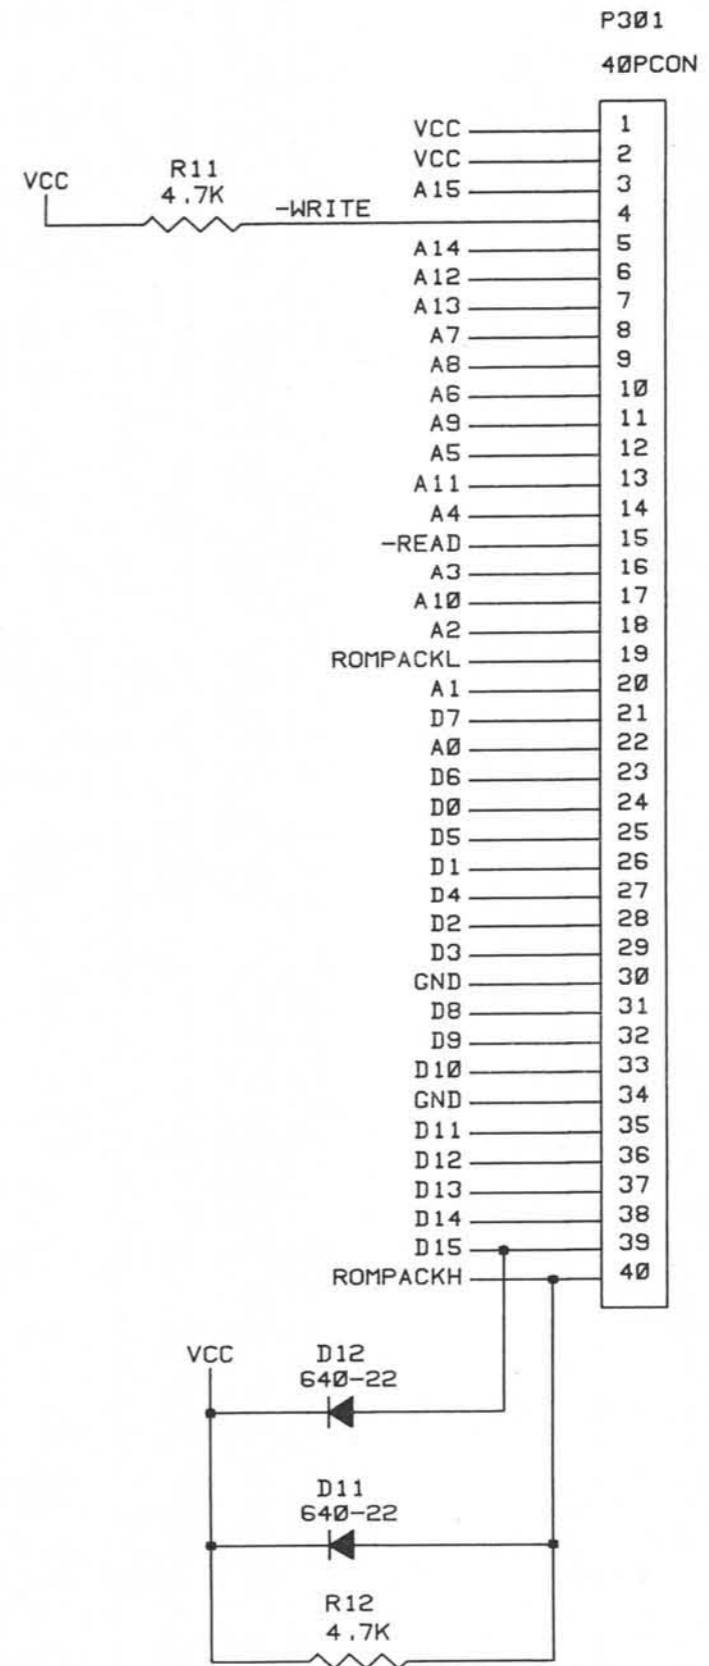 P3Ø1
4ØPCON
VCC 1
VCC 2
A15 3
VCC R11 4.7K -WRITE 4
A14 5
A12 6
A13 7
A7 8
A8 9
A6 1Ø
A9 11
A5 12
A11 13
A4 14
-READ 15
A3 16
A1Ø 17
A2 18
ROMPACKL 19
A1 2Ø
D7 21
AØ 22
D6 23
DØ 24
D5 25
D1 26
D4 27
D2 28
D3 29
GND 3Ø
D8 31
D9 32
D1Ø 33
GND 34
D11 35
D12 36
D13 37
D14 38
D15 39
ROMPACKH 4Ø
VCC D12
64Ø-22
D11
64Ø-22
R12
4.7K